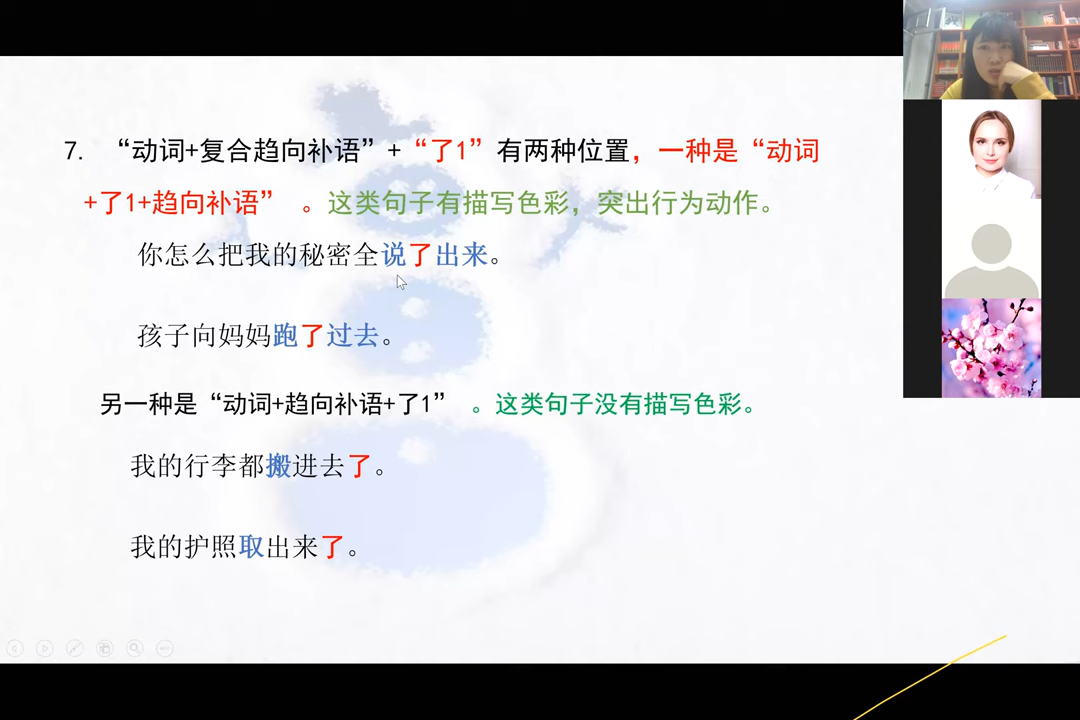 7. “动词+复合趋向补语”+“了1”有两种位置，一种是“动词
+了1+趋向补语” 。这类句子有描写色彩，突出行为动作。
你怎么把我的秘密全说了出来。
孩子向妈妈跑了过去。
另一种是“动词+趋向补语+了1” 。这类句子没有描写色彩。
我的行李都搬进去了。
我的护照取出来了。